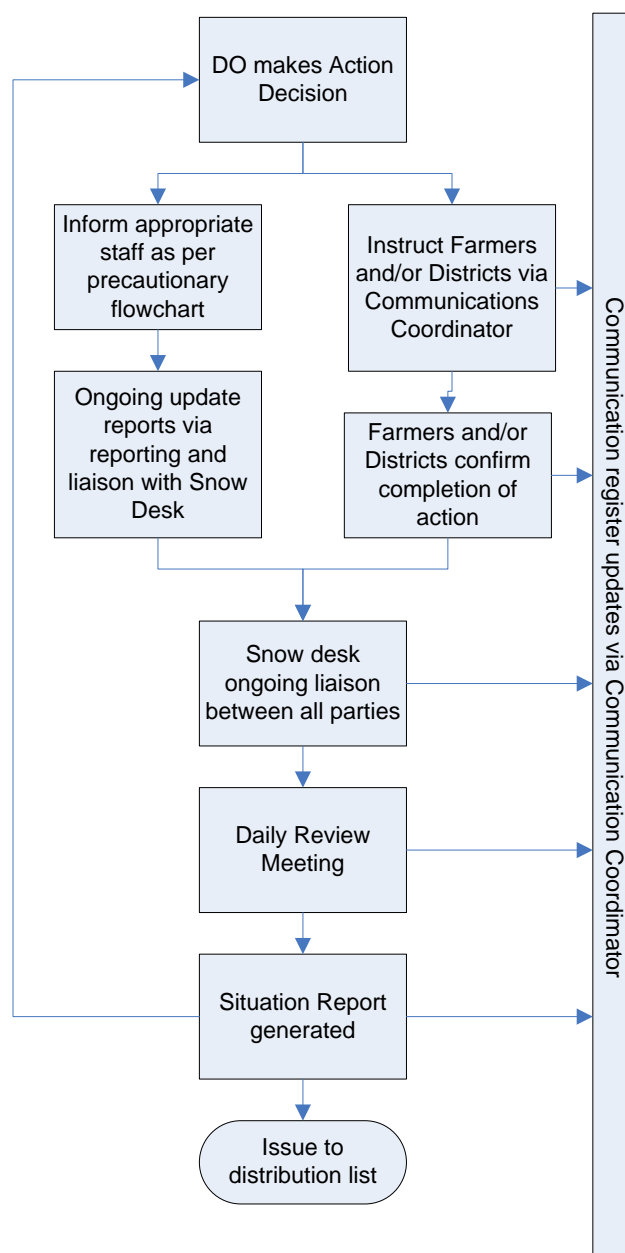 DO makes Action
Decision
Inform appropriate
staff as per
precautionary
flowchart
Instruct Farmers
and/or Districts via
Communications
Coordinator
Ongoing update
reports via
reporting and
liaison with Snow
Desk
Farmers and/or
Districts confirm
completion of
action
Snow desk
ongoing liaison
between all parties
Daily Review
Meeting
Situation Report
generated
Issue to
distribution list
Communication register updates via Communication Coordimator